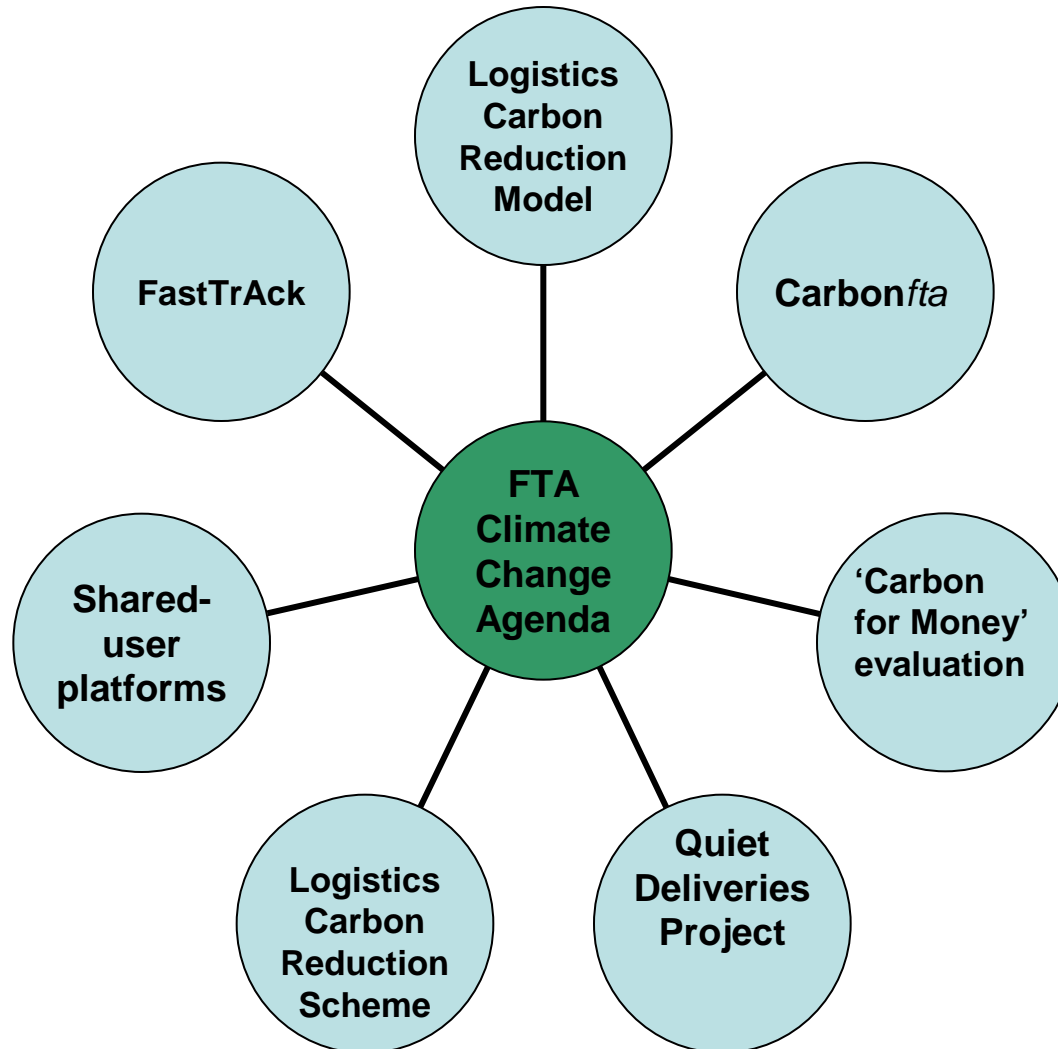 Logistics
Carbon
Reduction
Model
FastTrAck
Carbonfta
FTA
Climate
Change
Agenda
Shared-
user
platforms
‘Carbon
for Money’
evaluation
Logistics
Carbon
Reduction
Scheme
Quiet
Deliveries
Project